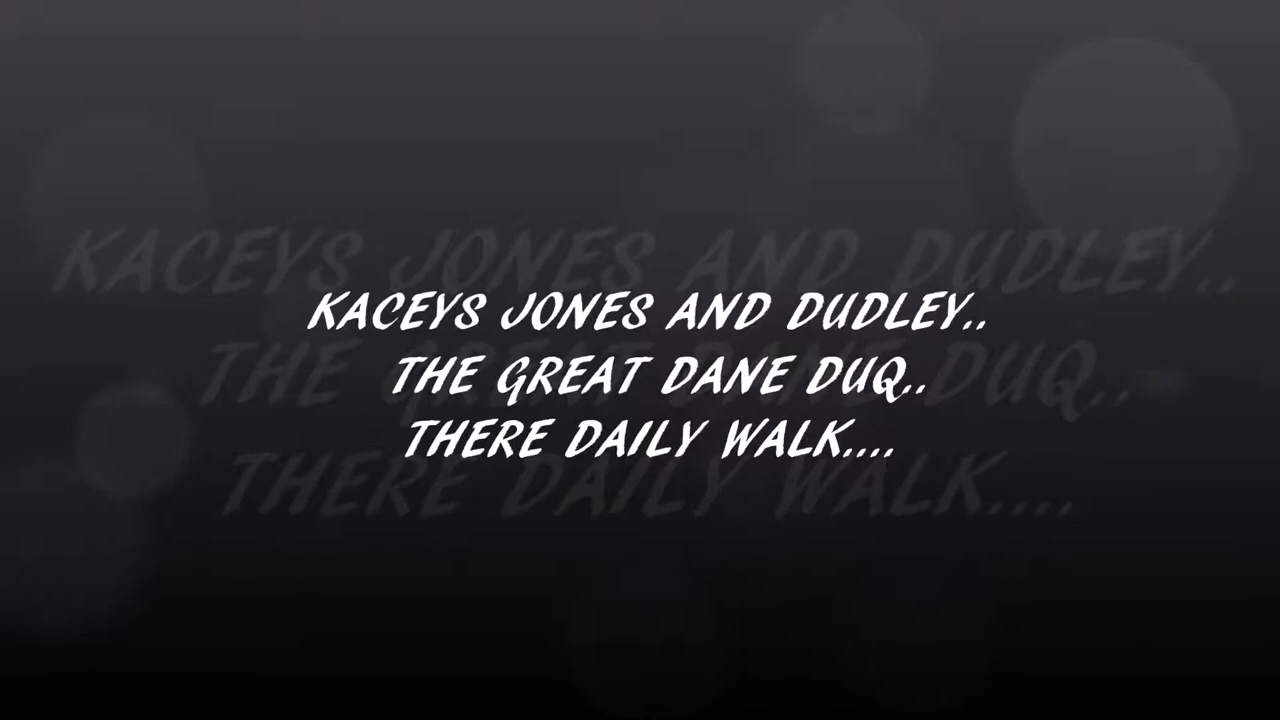 KACEYS JONES AND DUDLEY..
THE GREAT DANE DUQ..
THERE DAILY WALK....